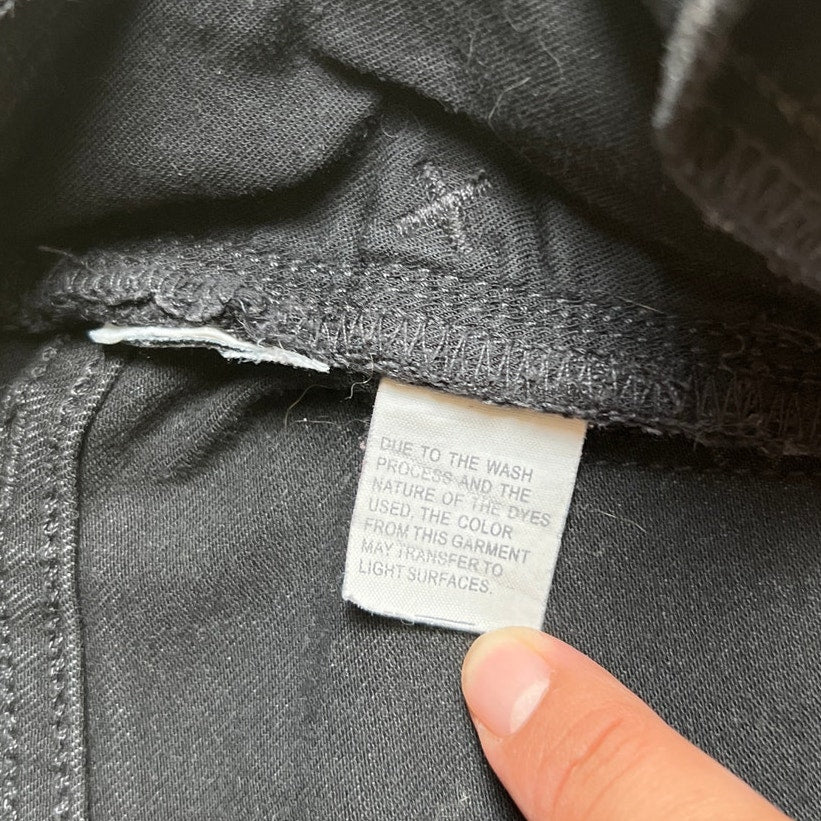 DUE TO THE WASH
PROCESS AND THE
NATURE OF THE DYES
USED. THE COLOR
FROM THIS GARMENT
MAY TRANSFER TO
LIGHT SURFACES.